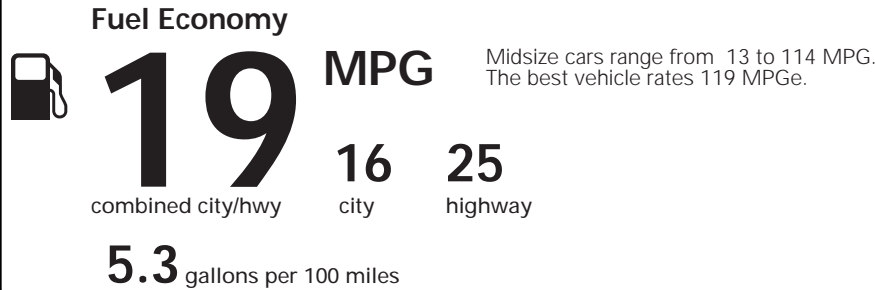 Fuel Economy
19 MPG
Midsize cars range from 13 to 114 MPG.
The best vehicle rates 119 MPGe.
16 25
combined city/hwy city highway
5.3 gallons per 100 miles